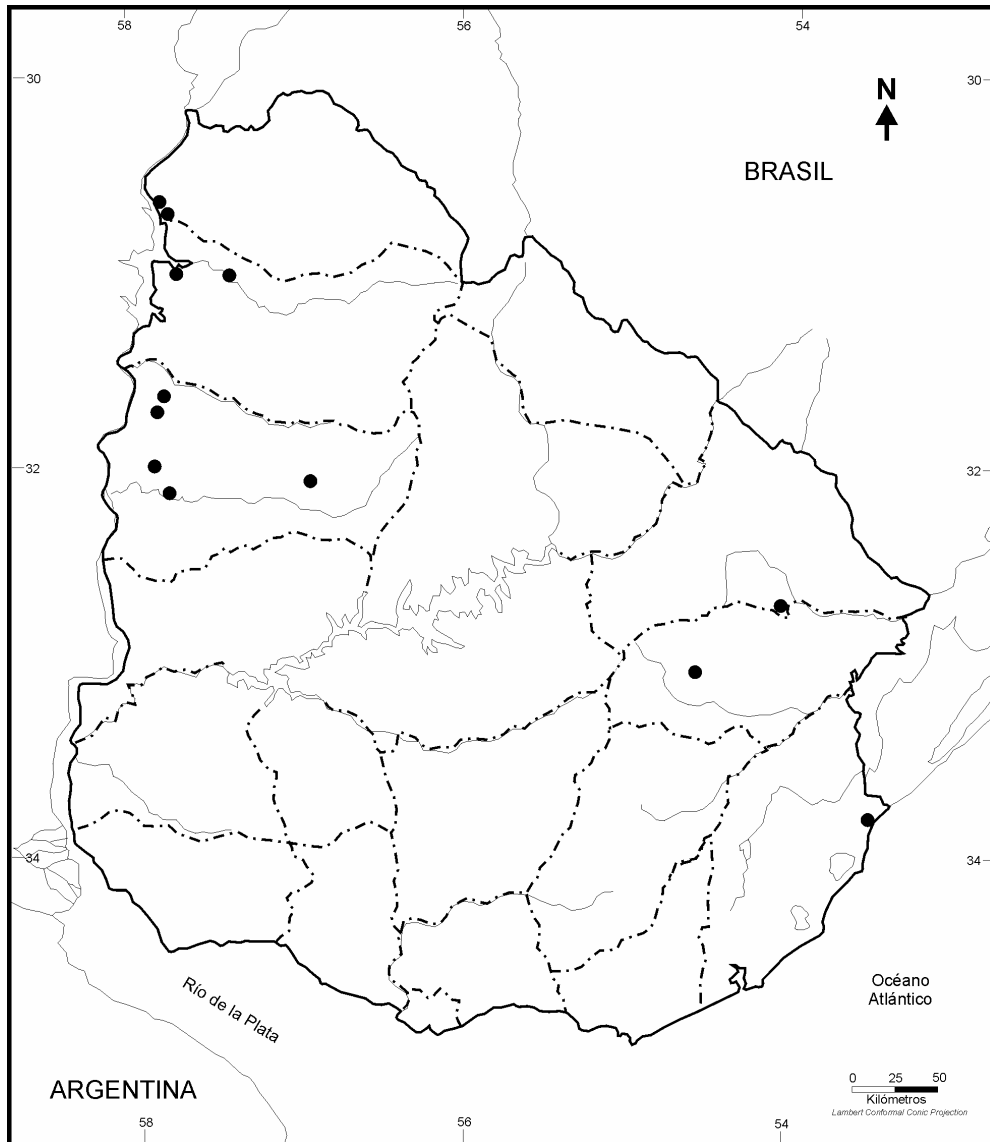 58 56 54
30 30
N
BRASIL
32 32
34 34
Río de la Plata
Océano
Atlántico
ARGENTINA
0 25 50
Kilómetros
Lambert Conformal Conic Projection
58 56 54